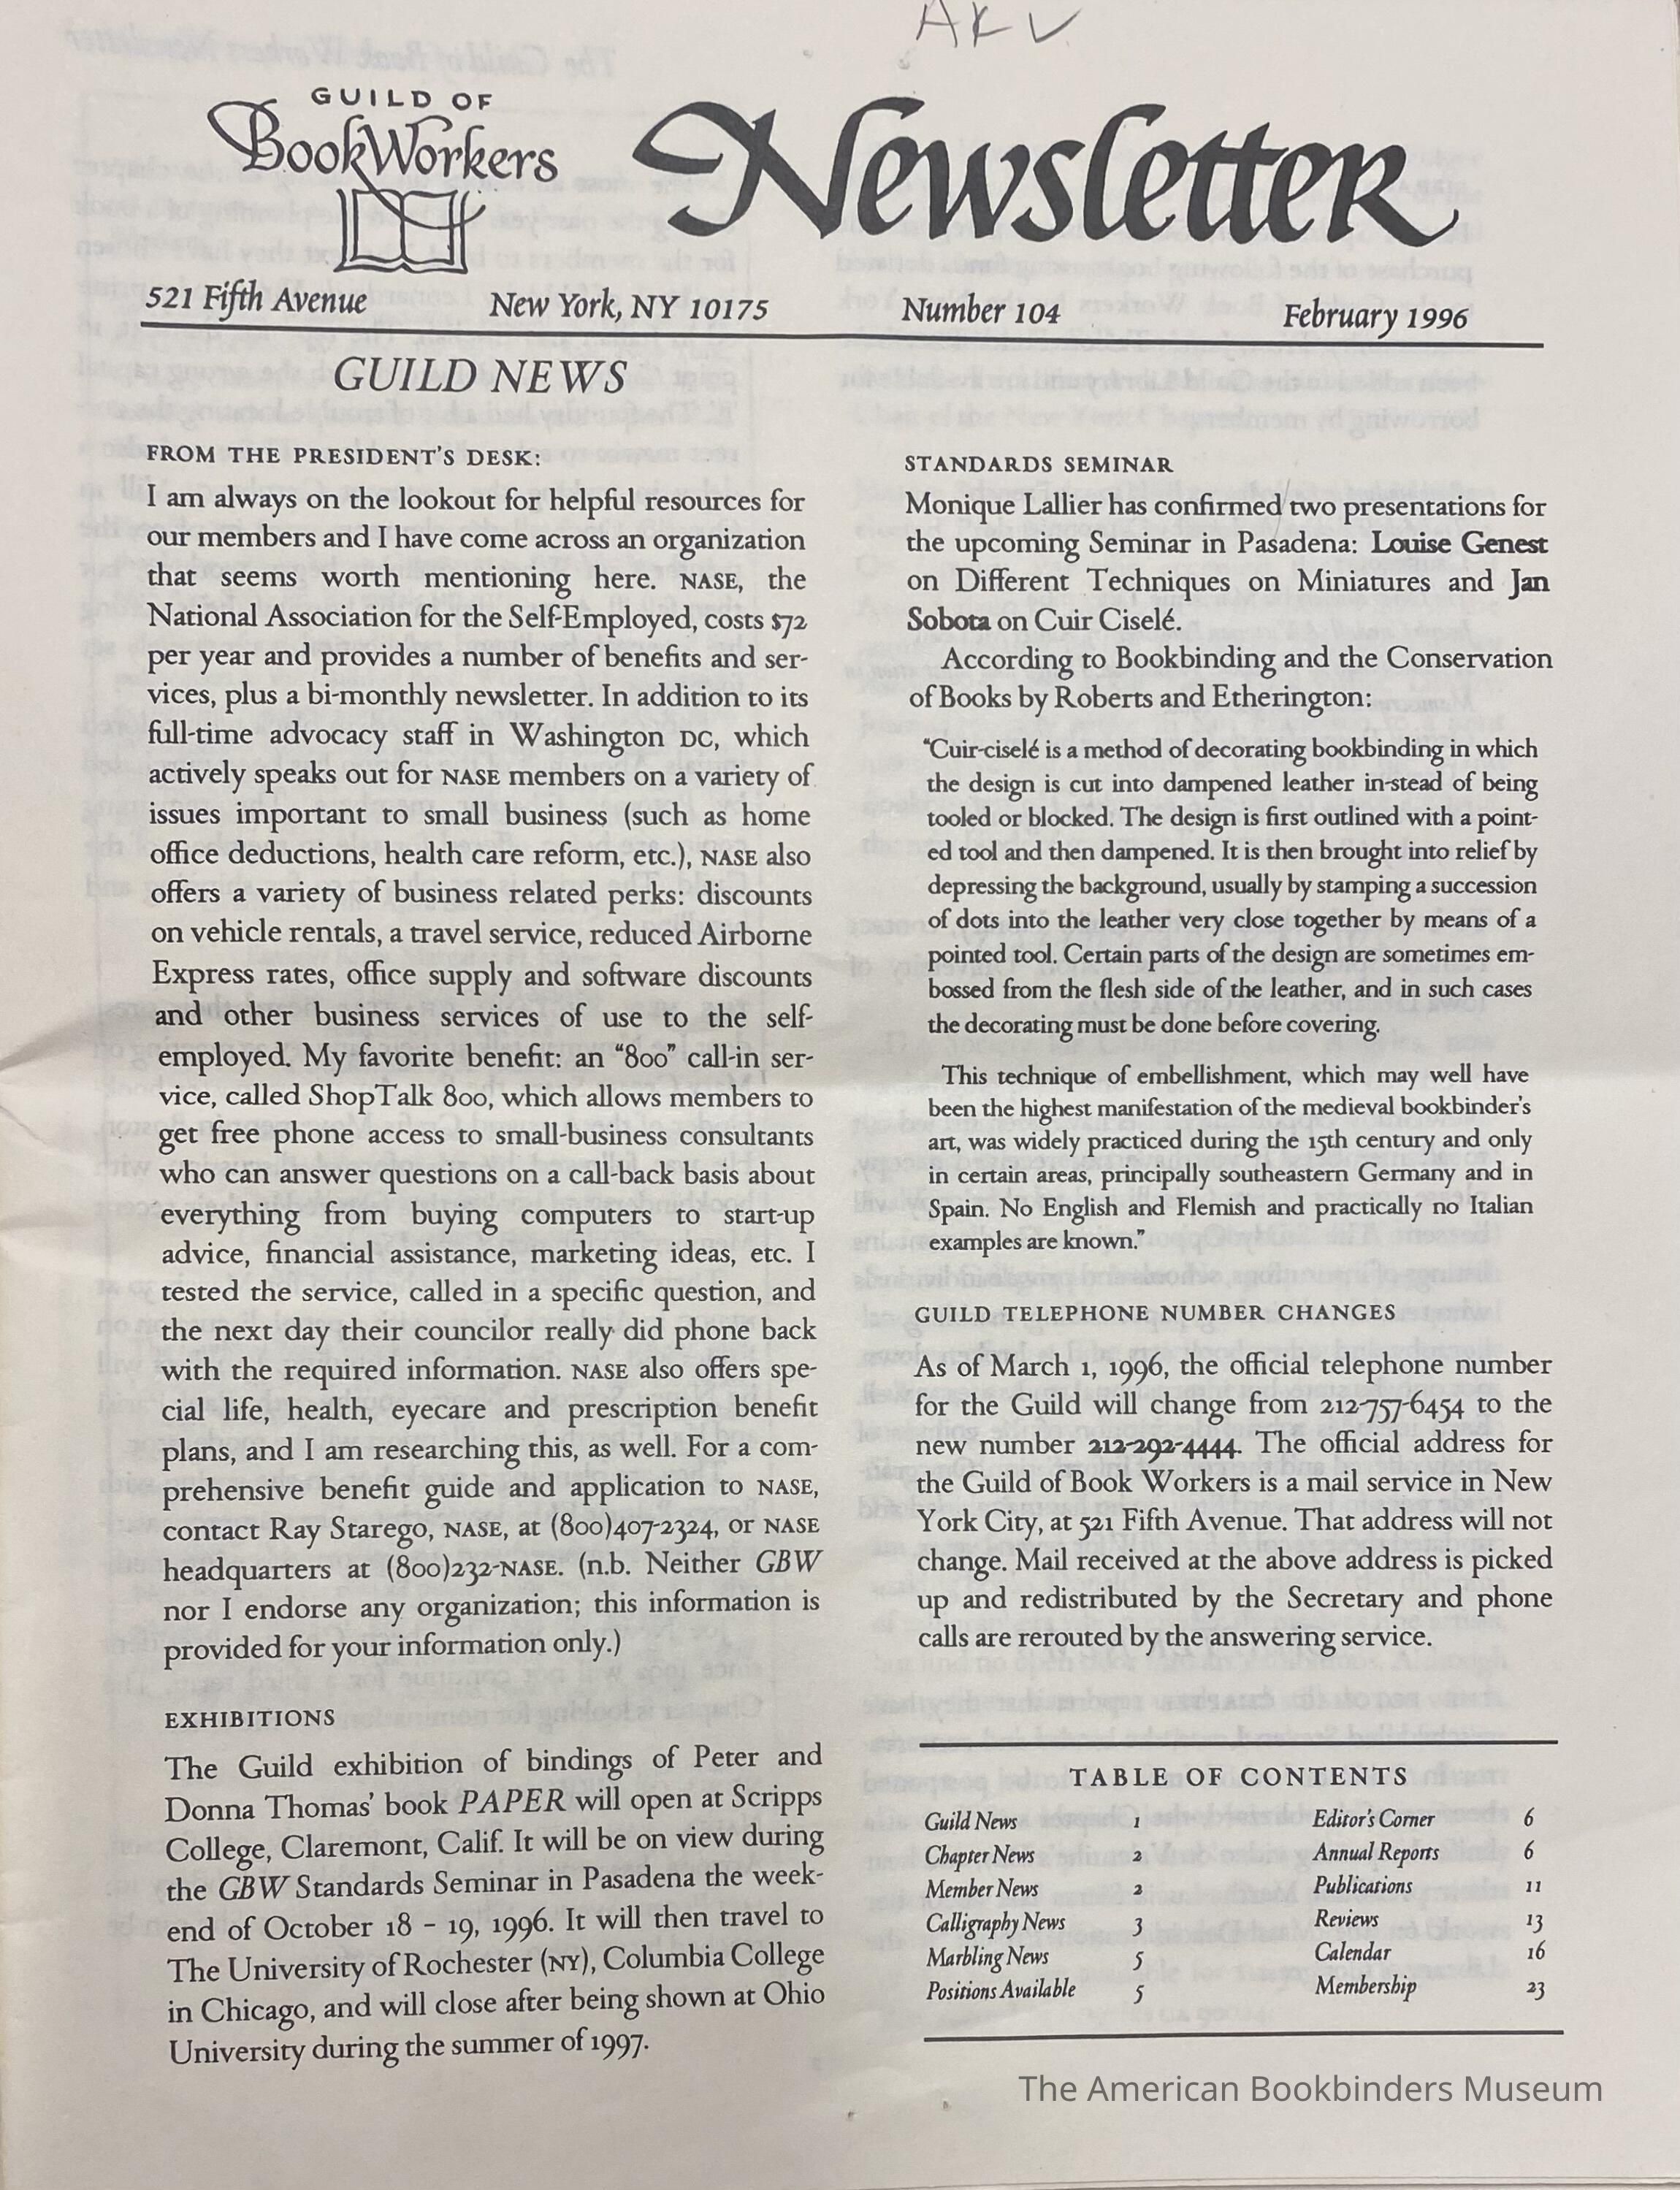 AKV
GUILD OF
BookWorkers
Newsletter
521 Fifth Avenue New York, NY 10175 Number 104 February 1996
GUILD NEWS
FROM THE PRESIDENT'S DESK:
I am always on the lookout for helpful resources for
our members and I have come across an organization
that seems worth mentioning here. NASE, the
National Association for the Self-Employed, costs $72
per year and provides a number of benefits and ser-
vices, plus a bi-monthly newsletter. In addition to its
full-time advocacy staff in Washington DC, which
actively speaks out for NASE members on a variety of
issues important to small business (such as home
office deductions, health care reform, etc.), NASE also
offers a variety of business related perks: discounts
on vehicle rentals, a travel service, reduced Airborne
Express rates, office supply and software discounts
and other business services of use to the self-
employed. My favorite benefit: an “800” call-in ser-
vice, called ShopTalk 800, which allows members to
get free phone access to small-business consultants
who can answer questions on a call-back basis about
everything from buying computers to start-up
advice, financial assistance, marketing ideas, etc. I
tested the service, called in a specific question, and
the next day their councilor really did phone back
with the required information. NASE also offers spe-
cial life, health, eyecare and prescription benefit
plans, and I am researching this, as well. For a com-
prehensive benefit guide and application to NASE,
contact Ray Starego, NASE, at (800)407-2324, or NASE
headquarters at (800)232-NASE. (n.b. Neither GBW
nor I endorse any organization; this information is
provided for your information only.)
EXHIBITIONS
The Guild exhibition of bindings of Peter and
Donna Thomas' book PAPER will open at Scripps
College, Claremont, Calif. It will be on view during
the GBW Standards Seminar in Pasadena the week-
end of October 18 – 19, 1996. It will then travel to
The University of Rochester (NY), Columbia College
in Chicago, and will close after being shown at Ohio
University during the summer of 1997.
STANDARDS SEMINAR
Monique Lallier has confirmed two presentations for
the upcoming Seminar in Pasadena: Louise Genest
on Different Techniques on Miniatures and Jan
Sobota on Cuir Ciselé.
According to Bookbinding and the Conservation
of Books by Roberts and Etherington:
“Cuir-ciselé is a method of decorating bookbinding in which
the design is cut into dampened leather in-stead of being
tooled or blocked. The design is first outlined with a point-
ed tool and then dampened. It is then brought into relief by
depressing the background, usually by stamping a succession
of dots into the leather very close together by means of a
pointed tool. Certain parts of the design are sometimes em-
bossed from the flesh side of the leather, and in such cases
the decorating must be done before covering.
This technique of embellishment, which may well have
been the highest manifestation of the medieval bookbinder's
art, was widely practiced during the 15th century and only
in certain areas, principally southeastern Germany and in
Spain. No English and Flemish and practically no Italian
examples are known.”
GUILD TELEPHONE NUMBER CHANGES
As of March 1, 1996, the official telephone number
for the Guild will change from 212-757-6454 to the
new number 212-292-4444. The official address for
the Guild of Book Workers is a mail service in New
York City, at 521 Fifth Avenue. That address will not
change. Mail received at the above address is picked
up and redistributed by the Secretary and phone
calls are rerouted by the answering service.
TABLE OF CONTENTS
Guild News 1 Editor's Corner 6
Chapter News 2 Annual Reports 6
Member News 2 Publications 11
Calligraphy News 3 Reviews 13
Marbling News 5 Calendar 16
Positions Available 5 Membership 23
The American Bookbinders Museum